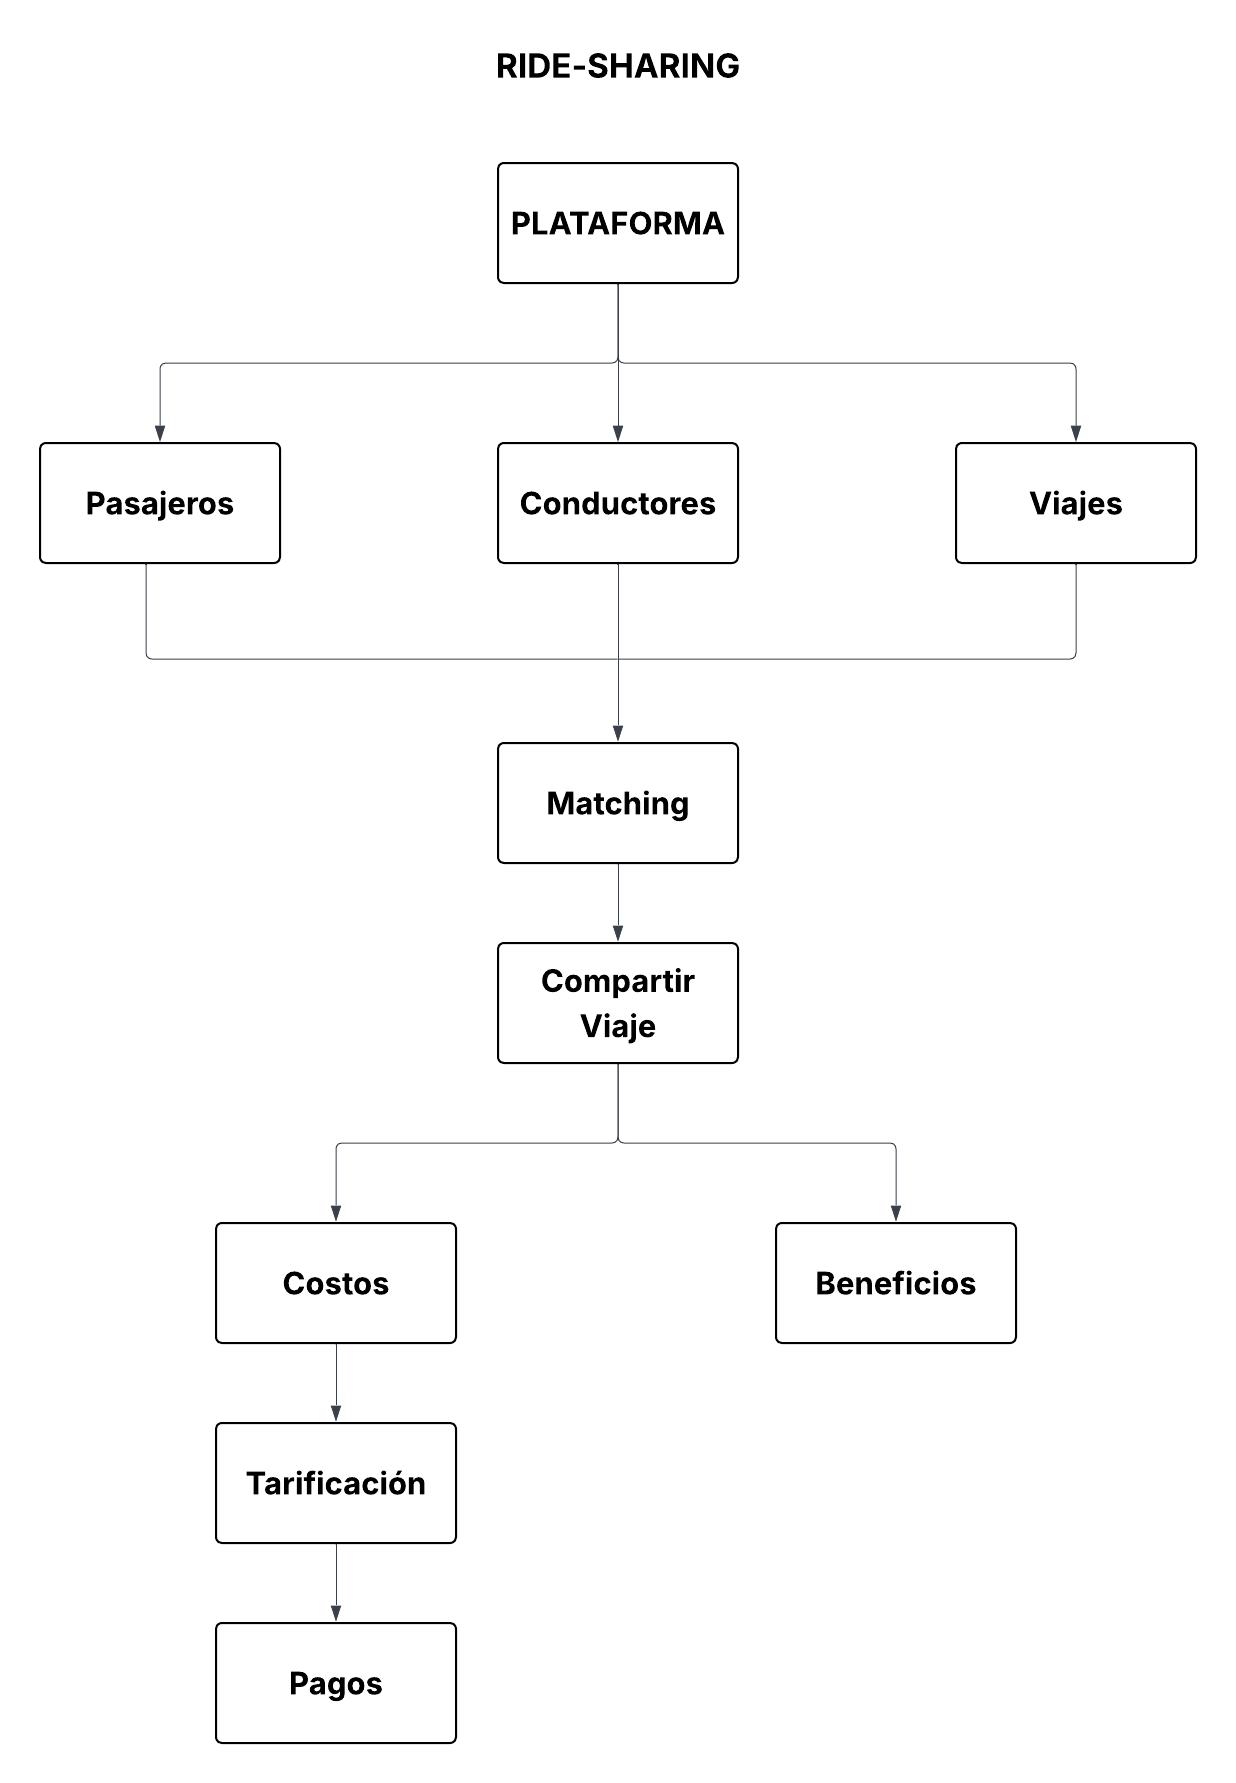 RIDE-SHARING
PLATAFORMA
Pasajeros
Conductores
Viajes
Matching
Compartir
Viaje
Costos
Beneficios
Tarificación
Pagos